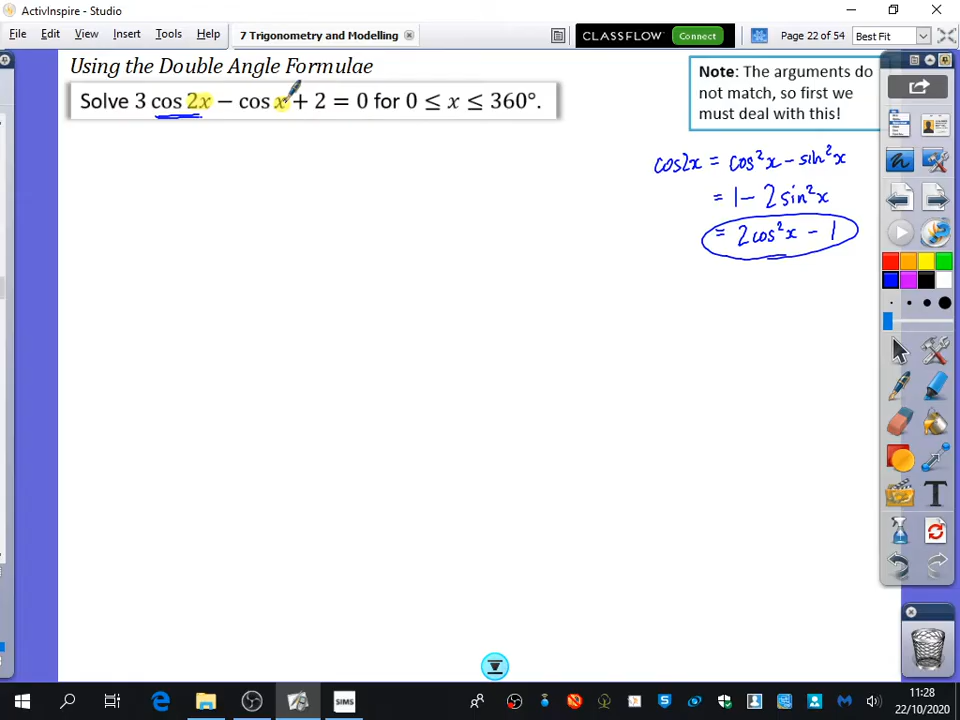 ActivInspire - Studio
File Edit View Insert Tools Help 7 Trigonometry and Modelling CLASSFLOW Connect Page 22 of 54 Best Fit
Using the Double Angle Formulae
Solve 3 cos 2x − cos x + 2 = 0 for 0 ≤ x ≤ 360°.
Note: The arguments do
not match, so first we
must deal with this!
cos2x = cos²x − sin²x
= 1 − 2 sin²x
= 2cos²x − 1
T
SIMS
11:28
22/10/2020